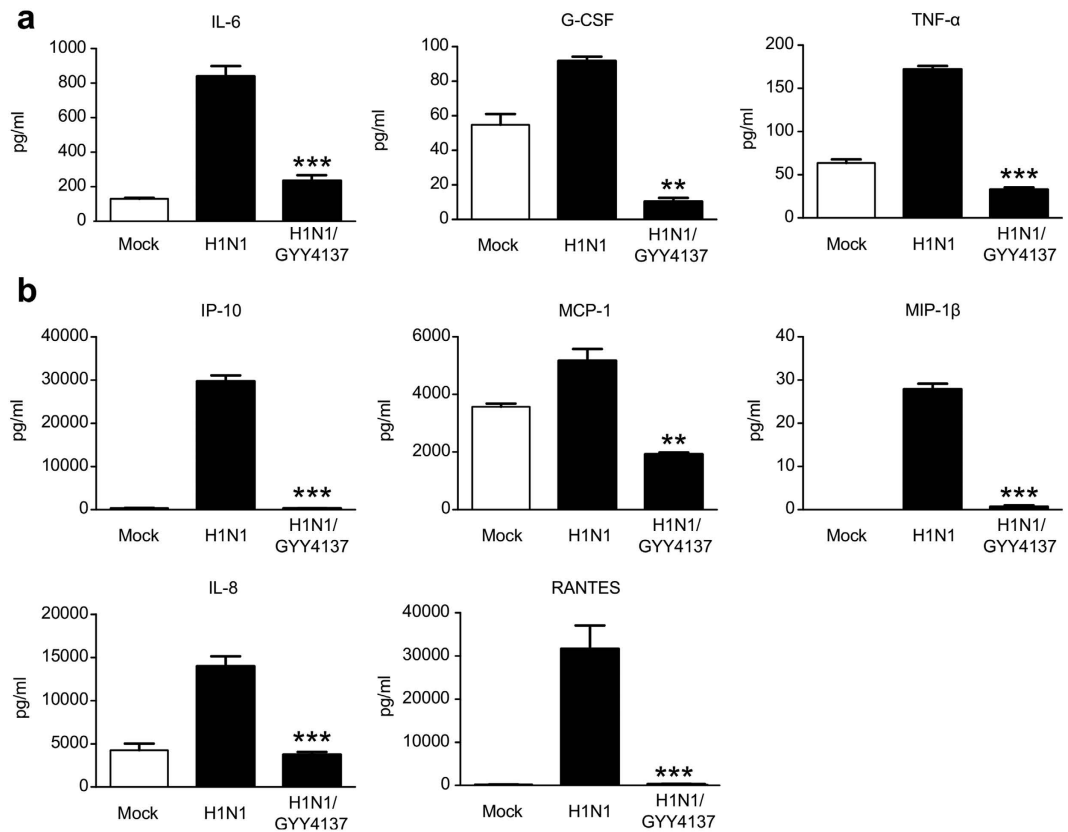 a
IL-6
pg/ml
1000
800
600
400
200
0
***
Mock
H1N1
H1N1/
GYY4137
G-CSF
pg/ml
100
80
60
40
20
0
**
Mock
H1N1
H1N1/
GYY4137
TNF-α
pg/ml
200
150
100
50
0
***
Mock
H1N1
H1N1/
GYY4137
b
IP-10
pg/ml
40000
30000
20000
10000
0
***
Mock
H1N1
H1N1/
GYY4137
MCP-1
pg/ml
6000
4000
2000
0
**
Mock
H1N1
H1N1/
GYY4137
MIP-1β
pg/ml
40
30
30
10
0
***
Mock
H1N1
H1N1/
GYY4137
IL-8
pg/ml
20000
15000
10000
5000
0
***
Mock
H1N1
H1N1/
GYY4137
RANTES
pg/ml
40000
30000
20000
10000
0
***
Mock
H1N1
H1N1/
GYY4137